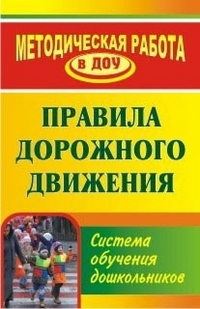 МЕТОДИЧЕСКАЯ РАБОТА
В ДОУ
ПРАВИЛА
ДОРОЖНОГО
ДВИЖЕНИЯ
Система
обучения
дошкольников